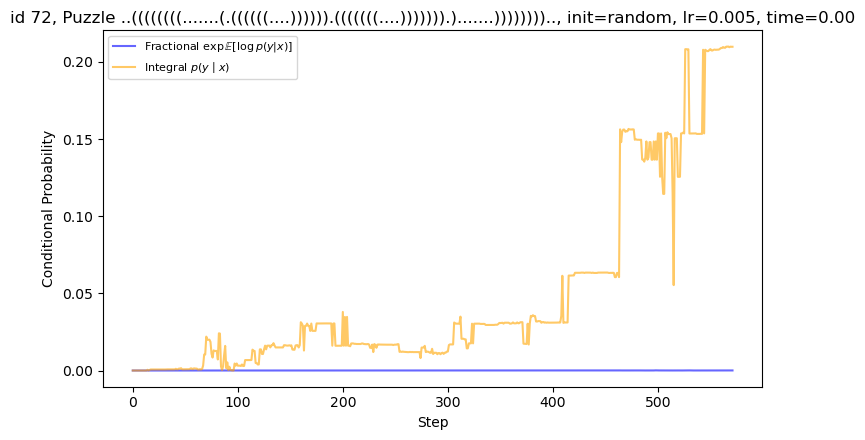 id 72, Puzzle ..((((((((.......(.((((((....)))))).(((((((....))))))).).......))))))))..​, init=random, lr=0.005, time=0.00
Fractional exp𝔼[log p(y|x)]
Integral p(y | x)
Conditional Probability
0.20
0.15
0.10
0.05
0.00
0 100 200 300 400 500
Step